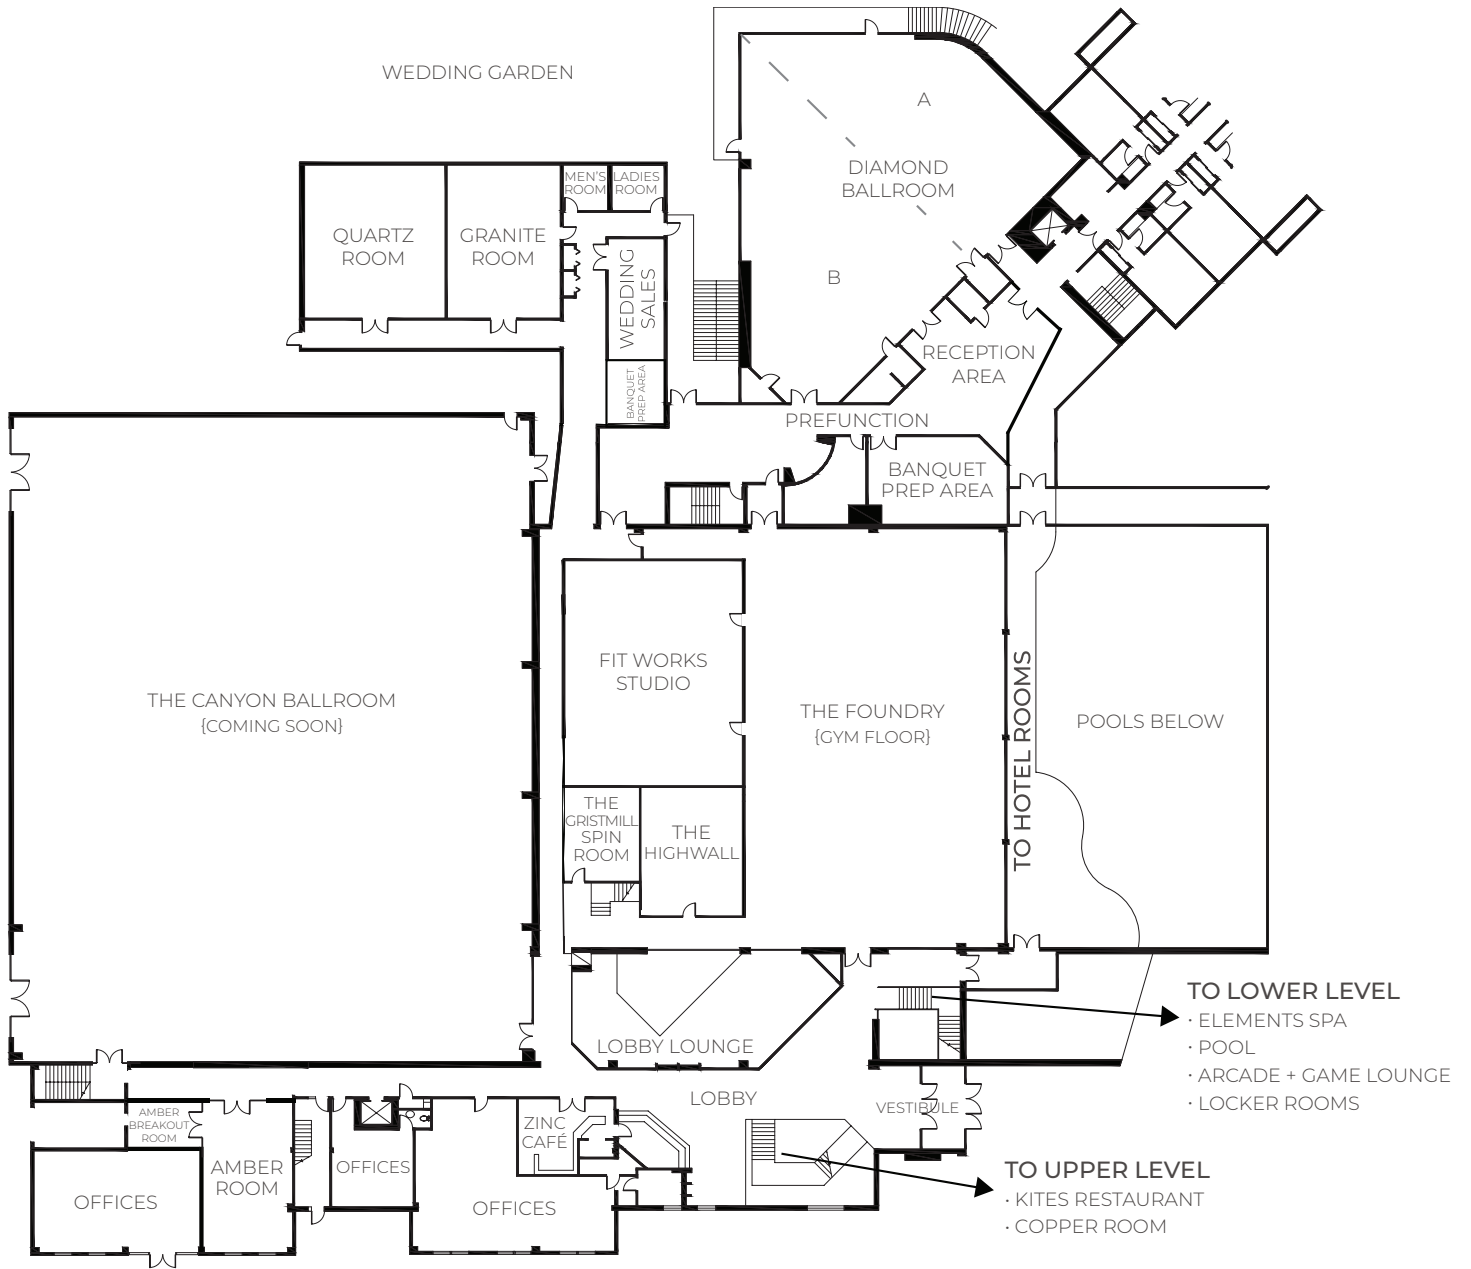 WEDDING GARDEN
A
DIAMOND
BALLROOM
B
MEN'S
ROOM
LADIES
ROOM
QUARTZ
ROOM
GRANITE
ROOM
WEDDING
SALES
BANQUET
PREP AREA
RECEPTION
AREA
PREFUNCTION
BANQUET
PREP AREA
THE CANYON BALLROOM
{COMING SOON}
FIT WORKS
STUDIO
THE FOUNDRY
{GYM FLOOR}
TO HOTEL ROOMS
POOLS BELOW
THE
GRISTMILL
SPIN
ROOM
THE
HIGHWALL
LOBBY LOUNGE
TO LOWER LEVEL
· ELEMENTS SPA
· POOL
· ARCADE + GAME LOUNGE
· LOCKER ROOMS
LOBBY
VESTIBULE
AMBER
BREAKOUT
ROOM
ZINC
CAFÉ
AMBER
ROOM
OFFICES
OFFICES
OFFICES
TO UPPER LEVEL
· KITES RESTAURANT
· COPPER ROOM